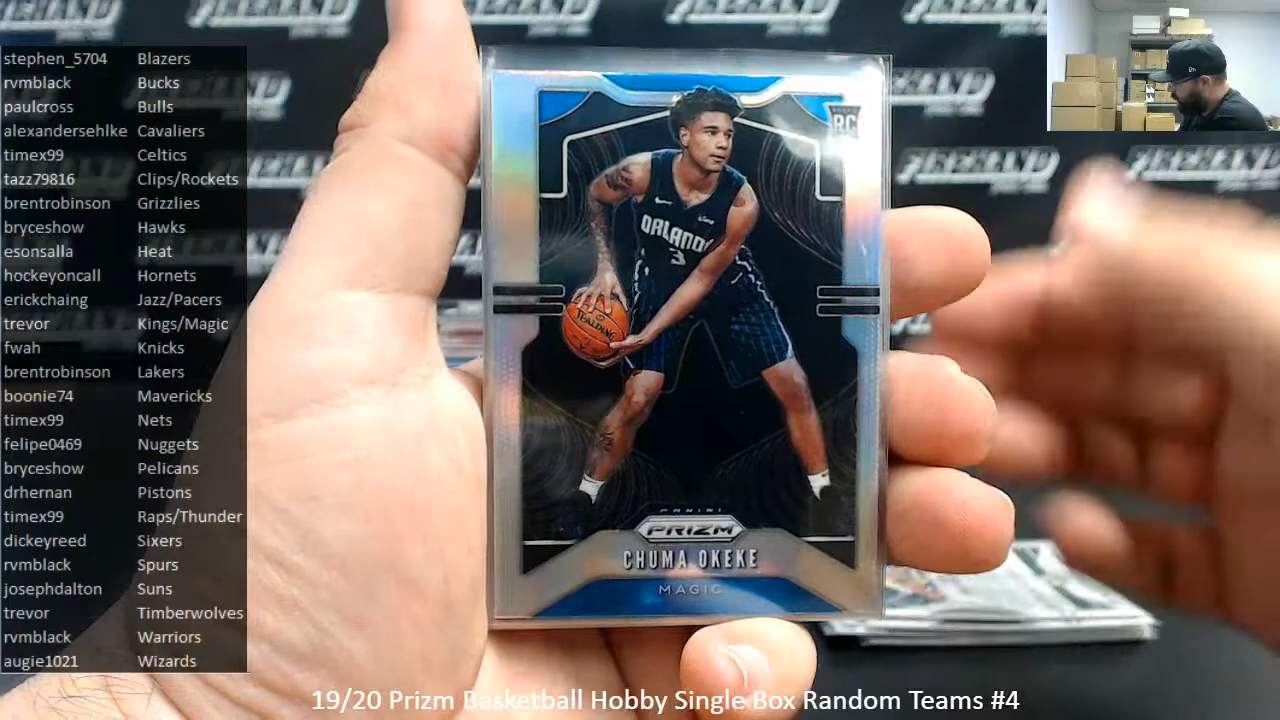 stephen_5704 Blazers
rvmblack Bucks
paulcross Bulls
alexandersehlke Cavaliers
timex99 Celtics
tazz79816 Clips/Rockets
brentrobinson Grizzlies
bryceshow Hawks
esonsalla Heat
hockeyoncall Hornets
erickchaing Jazz/Pacers
trevor Kings/Magic
fwah Knicks
brentrobinson Lakers
boonie74 Mavericks
timex99 Nets
felipe0469 Nuggets
bryceshow Pelicans
drhernan Pistons
timex99 Raps/Thunder
dickeyreed Sixers
rvmblack Spurs
josephdalton Suns
trevor Timberwolves
rvmblack Warriors
augie1021 Wizards
RC
ORLANDO
3
SPALDING
PANINI
PRIZM
CHUMA OKEKE
MAGIC
FIREHAND
FIREHAND
19/20 Prizm Basketball Hobby Single Box Random Teams #4